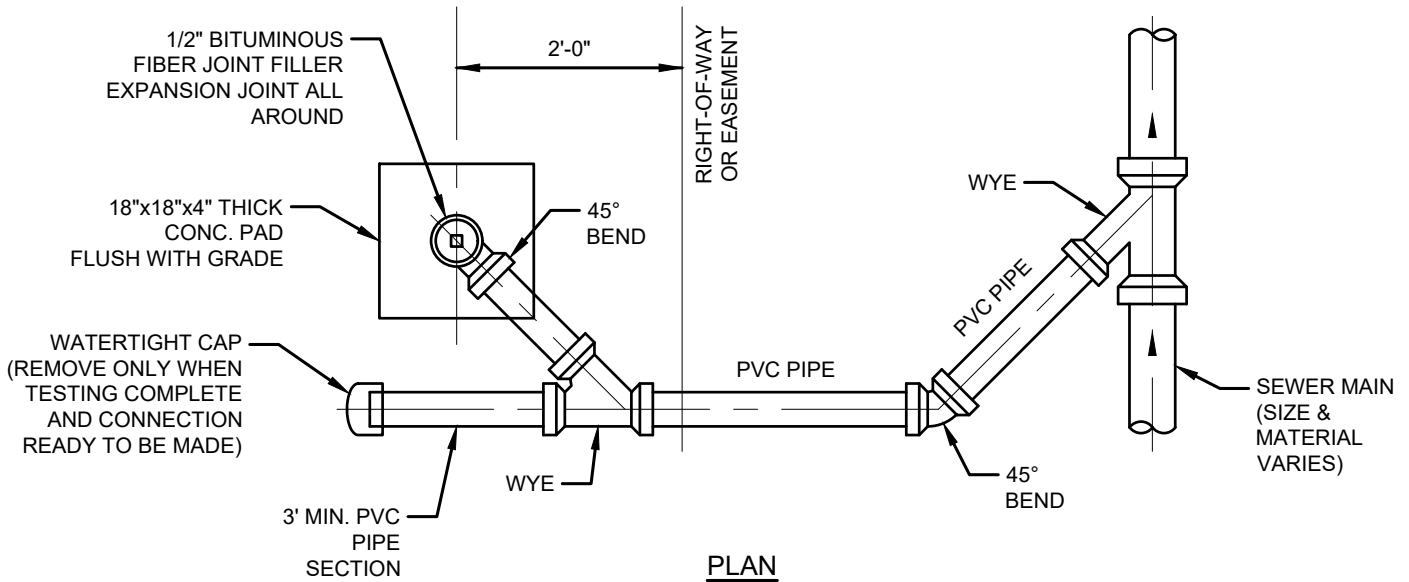 1/2" BITUMINOUS
FIBER JOINT FILLER
EXPANSION JOINT ALL
AROUND
2'-0"
RIGHT-OF-WAY
OR EASEMENT
WYE
18"x18"x4" THICK
CONC. PAD
FLUSH WITH GRADE
45°
BEND
PVC PIPE
WATERTIGHT CAP
(REMOVE ONLY WHEN
TESTING COMPLETE
AND CONNECTION
READY TO BE MADE)
PVC PIPE
SEWER MAIN
(SIZE &
MATERIAL
VARIES)
WYE
45°
BEND
3' MIN. PVC
PIPE
SECTION
PLAN